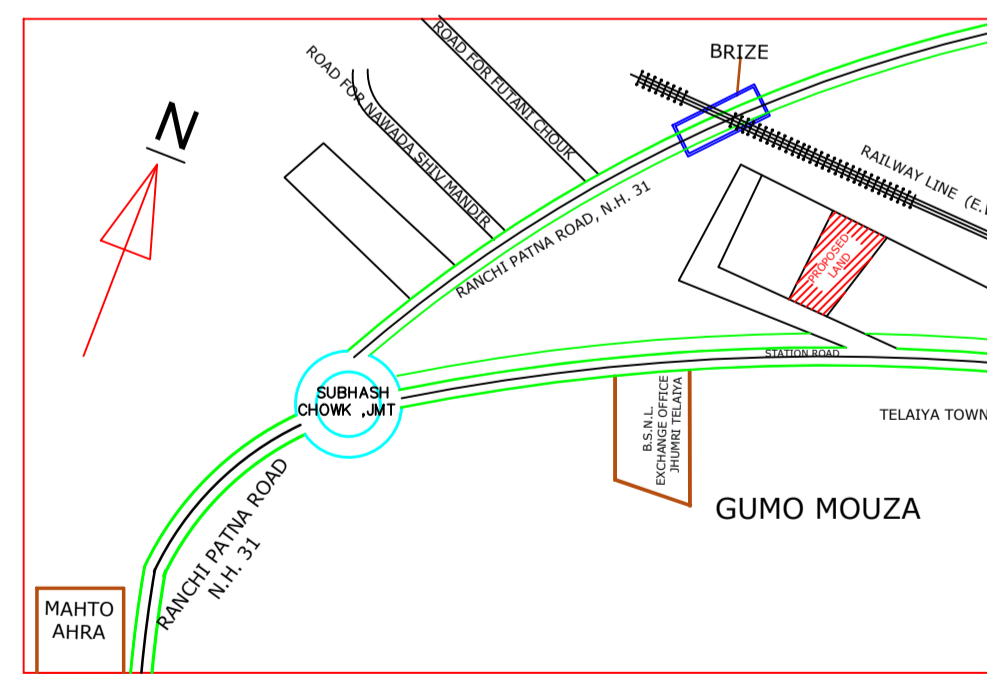 BRIZE
ROAD FOR FUTANI CHOUK
ROAD FOR NAWADA SHIV MANDIR
N
RAILWAY LINE (E.
RANCHI PATNA ROAD, N.H. 31
PROPOSED
LAND
STATION ROAD
SUBHASH
CHOWK ,JMT
B.S.N.L.
EXCHANGE OFFICE
JHUMRI TELAIYA
TELAIYA TOWN
GUMO MOUZA
RANCHI PATNA ROAD
N.H. 31
MAHTO
AHRA